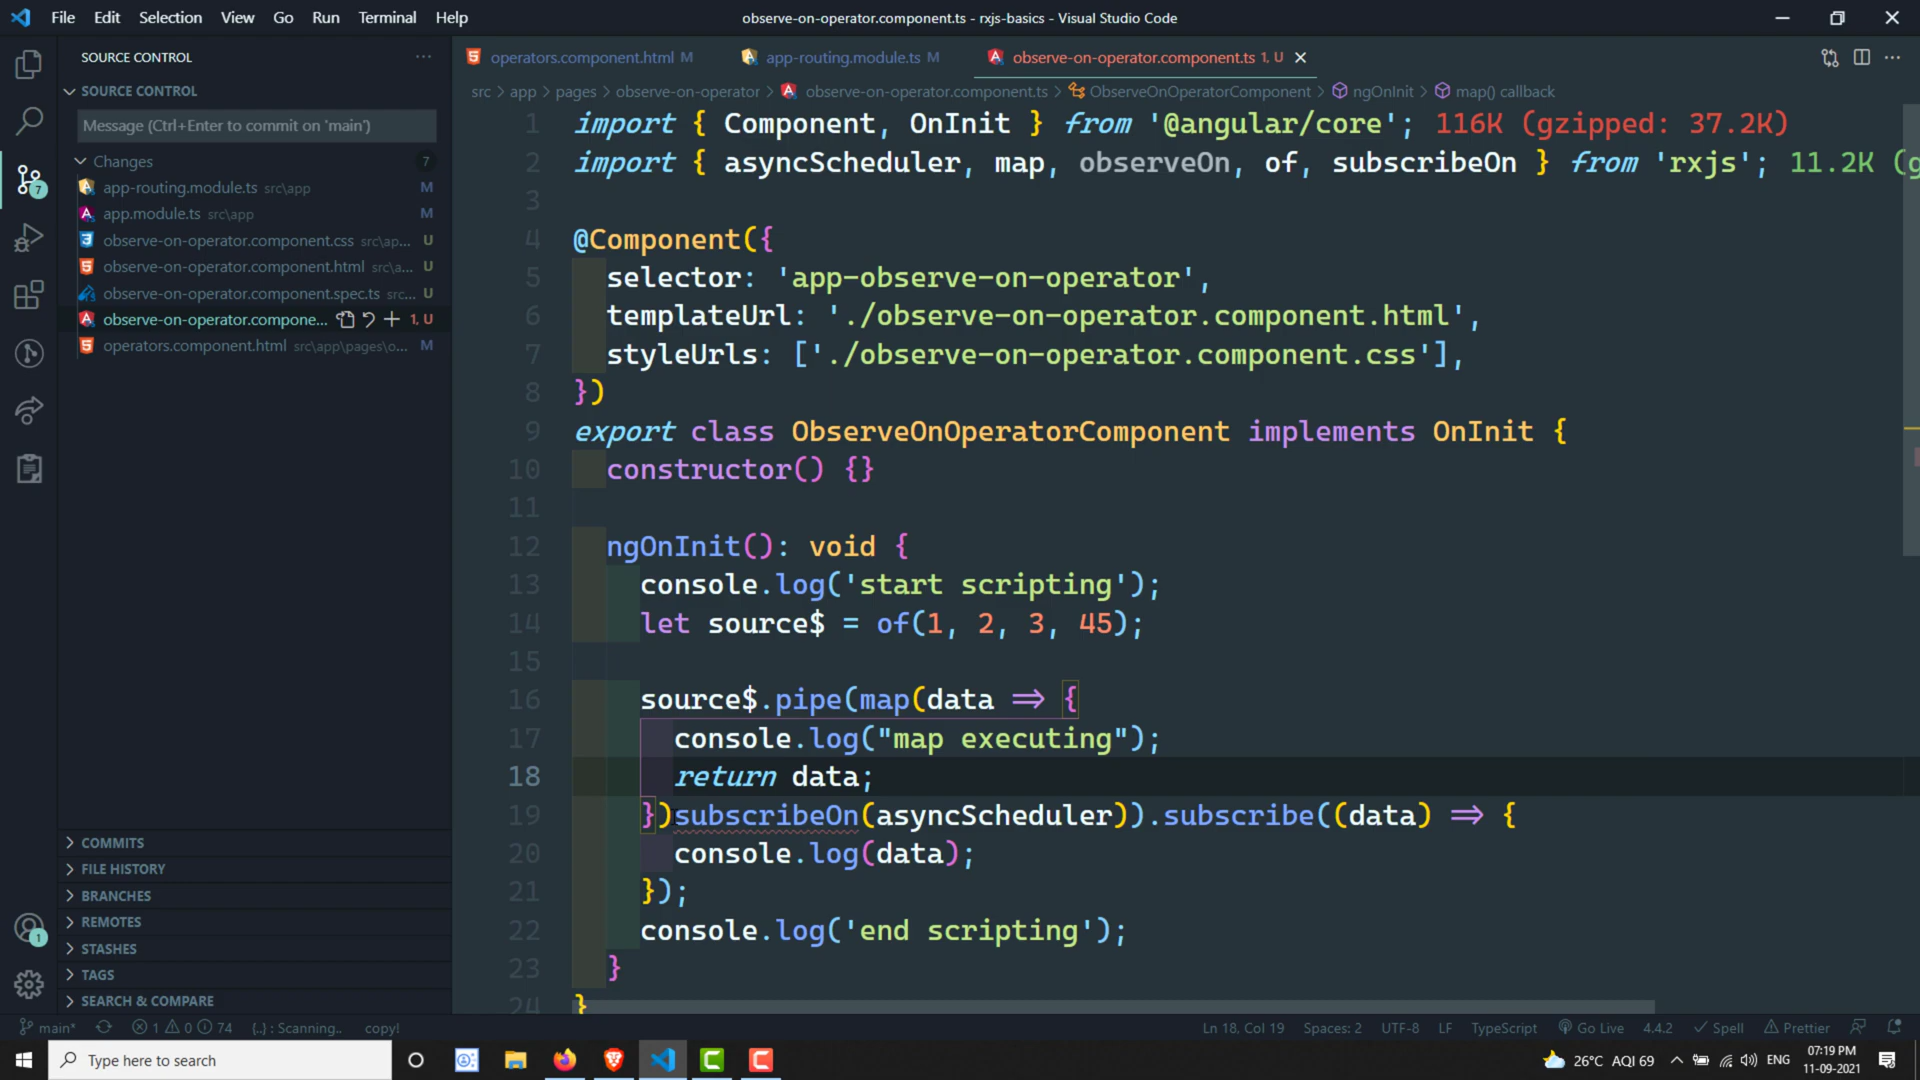 File Edit Selection View Go Run Terminal Help
observe-on-operator.component.ts - rxjs-basics - Visual Studio Code
SOURCE CONTROL
SOURCE CONTROL
Message (Ctrl+Enter to commit on 'main')
Changes 7
app-routing.module.ts src\app M
app.module.ts src\app M
observe-on-operator.component.css src\ap... U
observe-on-operator.component.html src\a... U
observe-on-operator.component.spec.ts src... U
observe-on-operator.compone... 1, U
operators.component.html src\app\pages\o... M
COMMITS
FILE HISTORY
BRANCHES
REMOTES
STASHES
TAGS
SEARCH & COMPARE
7
1
operators.component.html M
app-routing.module.ts M
observe-on-operator.component.ts 1, U
src > app > pages > observe-on-operator > observe-on-operator.component.ts > ObserveOnOperatorComponent > ngOnInit > map() callback
1 import { Component, OnInit } from '@angular/core'; 116K (gzipped: 37.2K)
2 import { asyncScheduler, map, observeOn, of, subscribeOn } from 'rxjs'; 11.2K (g
3
4 @Component({
5 selector: 'app-observe-on-operator',
6 templateUrl: './observe-on-operator.component.html',
7 styleUrls: ['./observe-on-operator.component.css'],
8 })
9 export class ObserveOnOperatorComponent implements OnInit {
10 constructor() {}
11
12 ngOnInit(): void {
13 console.log('start scripting');
14 let source$ = of(1, 2, 3, 45);
15
16 source$.pipe(map(data => {
17 console.log("map executing");
18 return data;
19 })subscribeOn(asyncScheduler)).subscribe((data) => {
20 console.log(data);
21 });
22 console.log('end scripting');
23 }
24 }
main* 1 0 74 {..} : Scanning.. copy!
Ln 18, Col 19 Spaces: 2 UTF-8 LF TypeScript Go Live 4.4.2 Spell Prettier
Type here to search
26°C AQI 69 ENG 07:19 PM
11-09-2021